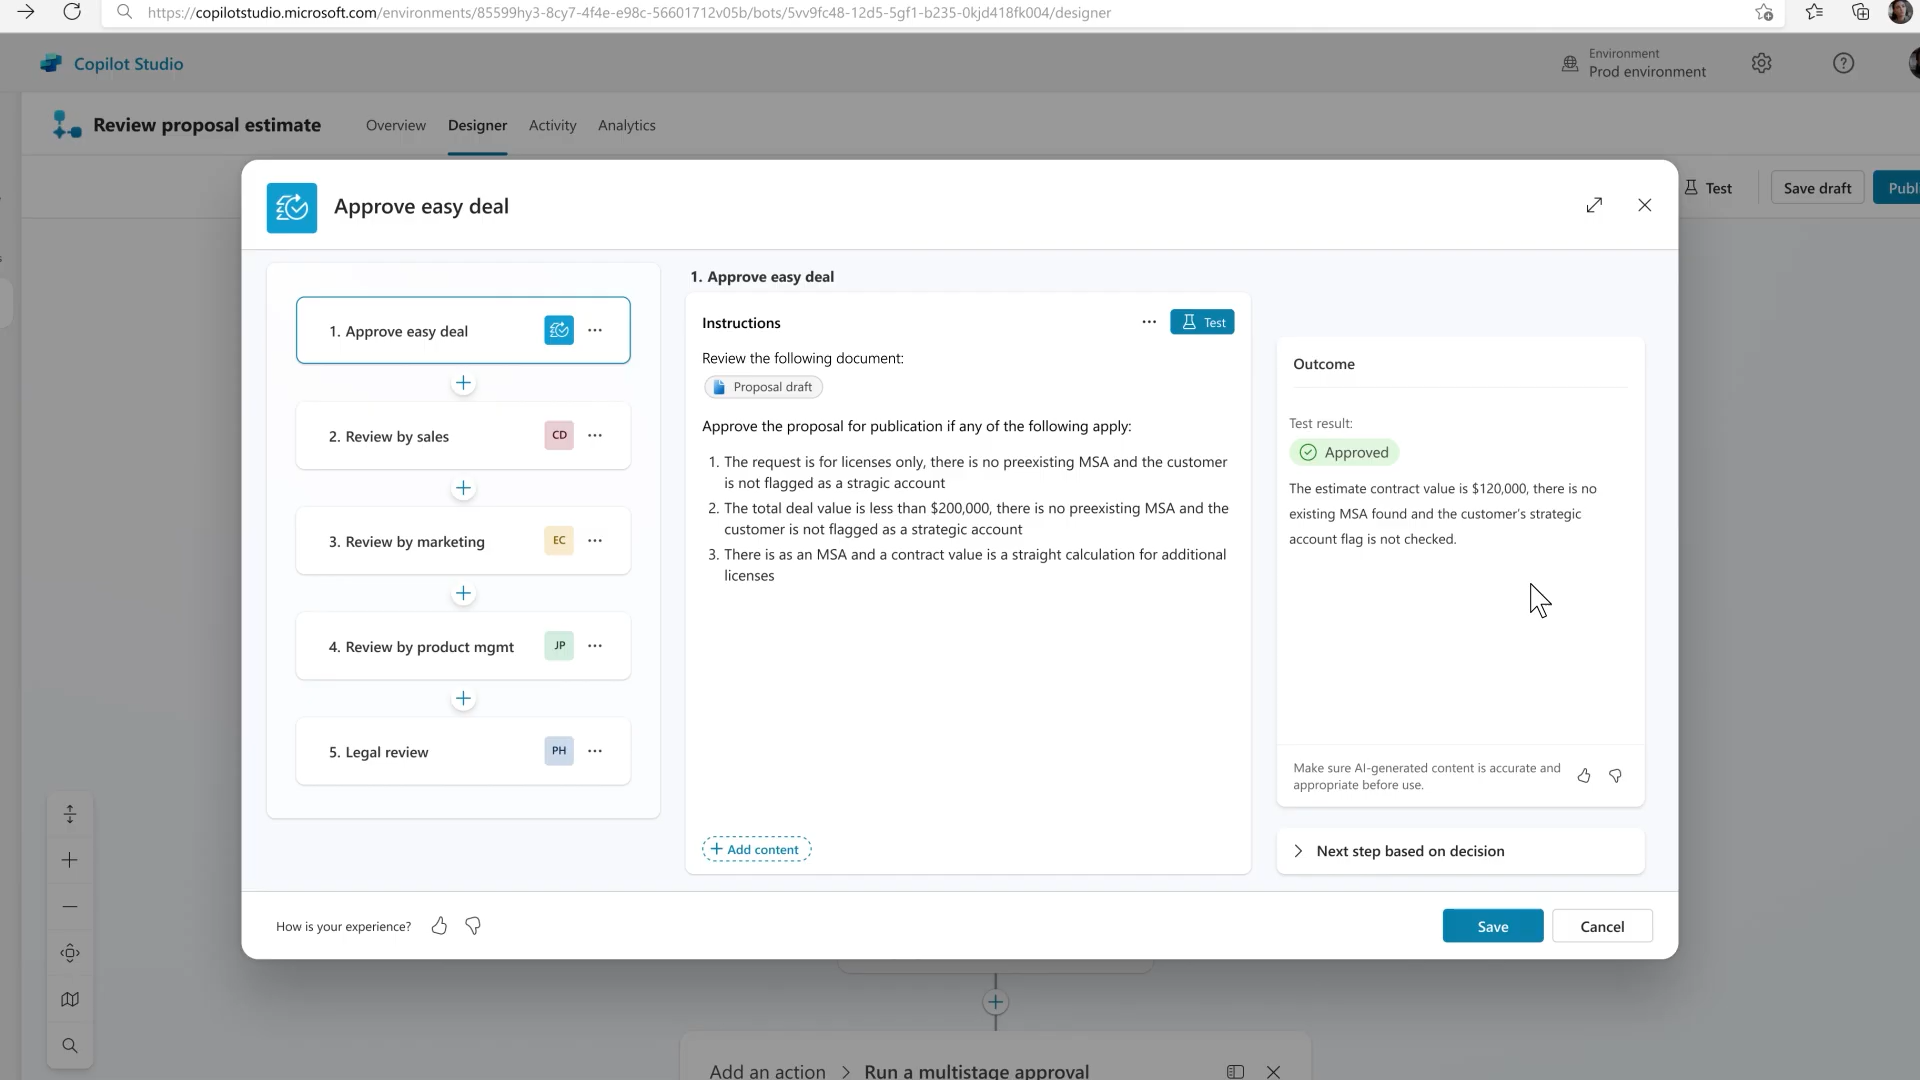 https://copilotstudio.microsoft.com/environments/85599hy3-8cy7-4f4e-e98c-56601712v05b/bots/5vv9fc48-12d5-5gf1-b235-0kjd418fk004/designer
Copilot Studio
Environment
Prod environment
Review proposal estimate
Overview
Designer
Activity
Analytics
Test
Save draft
Publi
Approve easy deal
1. Approve easy deal
2. Review by sales
CD
3. Review by marketing
EC
4. Review by product mgmt
JP
5. Legal review
PH
1. Approve easy deal
Instructions
Test
Review the following document:
Proposal draft
Approve the proposal for publication if any of the following apply:
1. The request is for licenses only, there is no preexisting MSA and the customer
is not flagged as a stragic account
2. The total deal value is less than $200,000, there is no preexisting MSA and the
customer is not flagged as a strategic account
3. There is as an MSA and a contract value is a straight calculation for additional
licenses
Add content
Outcome
Test result:
Approved
The estimate contract value is $120,000, there is no
existing MSA found and the customer's strategic
account flag is not checked.
Make sure AI-generated content is accurate and
appropriate before use.
Next step based on decision
How is your experience?
Save
Cancel
Add an action > Run a multistage approval